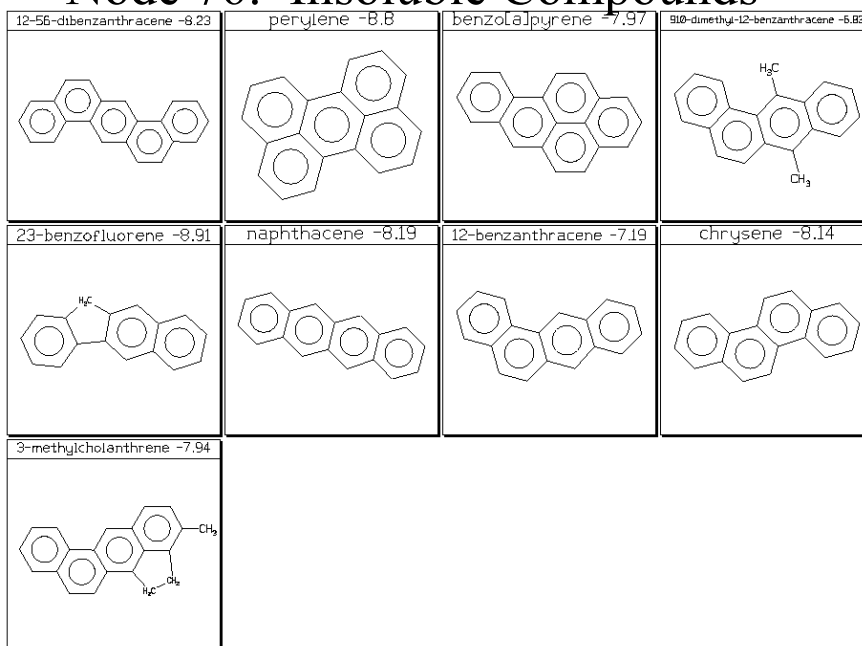 Node Insoluble Compounds
12-56-dibenzanthracene -8.23
perylene -8.8
benzo[a]pyrene -7.97
910-dimethyl-12-benzanthracene -6.83
H3C
CH3
23-benzofluorene -8.91
naphthacene -8.19
12-benzanthracene -7.19
chrysene -8.14
H2C
3-methylcholanthrene -7.94
CH3
CH2
H2C